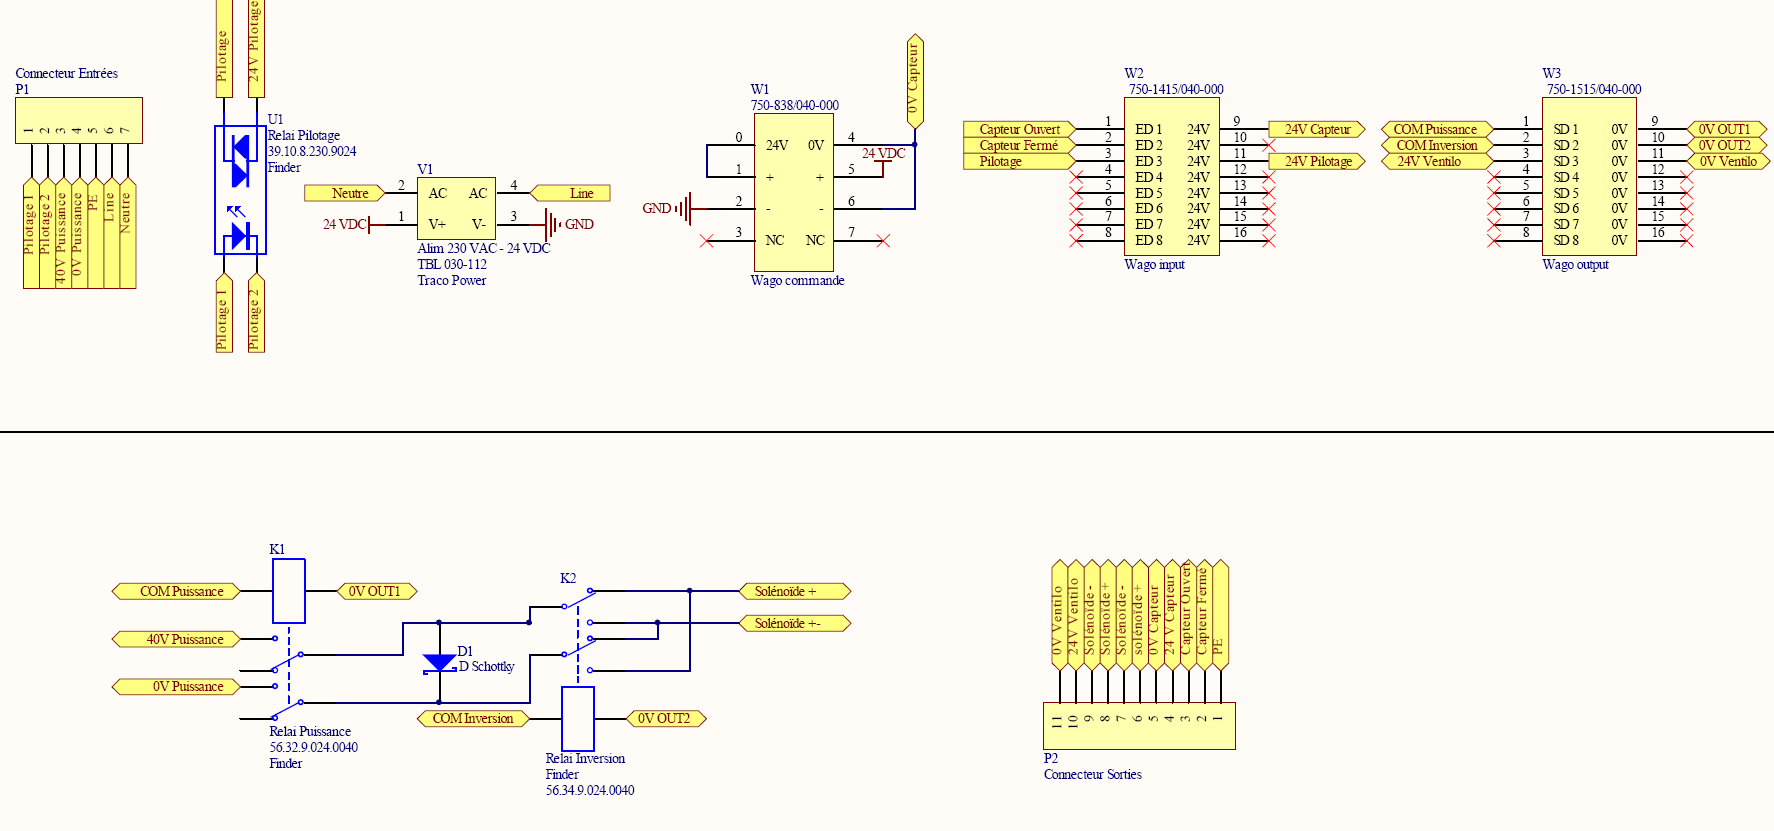 Connecteur Entrées
P1
1
2
3
4
5
6
7
Pilotage 1
Pilotage 2
40V Puissance
0V Puissance
PE
Line
Neutre
Pilotage
24V Pilotage
U1
Relai Pilotage
39.10.8.230.9024
Finder
Pilotage 1
Pilotage 2
V1
Neutre 2 AC AC 4 Line
24 VDC 1 V+ V- 3 GND
Alim 230 VAC - 24 VDC
TBL 030-112
Traco Power
W1
750-838/040-000
0V Capteur
0 24V 0V 4
24 VDC
1 + + 5
GND 2 - - 6
3 NC NC 7
Wago commande
W2
750-1415/040-000
Capteur Ouvert 1 ED 1 24V 9 24V Capteur
Capteur Fermé 2 ED 2 24V 10
Pilotage 3 ED 3 24V 11 24V Pilotage
4 ED 4 24V 12
5 ED 5 24V 13
6 ED 6 24V 14
7 ED 7 24V 15
8 ED 8 24V 16
Wago input
W3
750-1515/040-000
COM Puissance 1 SD 1 0V 9 0V OUT1
COM Inversion 2 SD 2 0V 10 0V OUT2
24V Ventilo 3 SD 3 0V 11 0V Ventilo
4 SD 4 0V 12
5 SD 5 0V 13
6 SD 6 0V 14
7 SD 7 0V 15
8 SD 8 0V 16
Wago output
K1
COM Puissance 0V OUT1
40V Puissance
0V Puissance
Relai Puissance
56.32.9.024.0040
Finder
D1
D Schottky
K2
Solénoïde +
Solénoïde +-
COM Inversion 0V OUT2
Relai Inversion
Finder
56.34.9.024.0040
0V Ventilo
24V Ventilo
Solénoïde -
Solénoïde +
Solénoïde -
solénoïde +
0V Capteur
24 V Capteur
Capteur Ouvert
Capteur Fermé
PE
11
10
9
8
7
6
5
4
3
2
1
P2
Connecteur Sorties